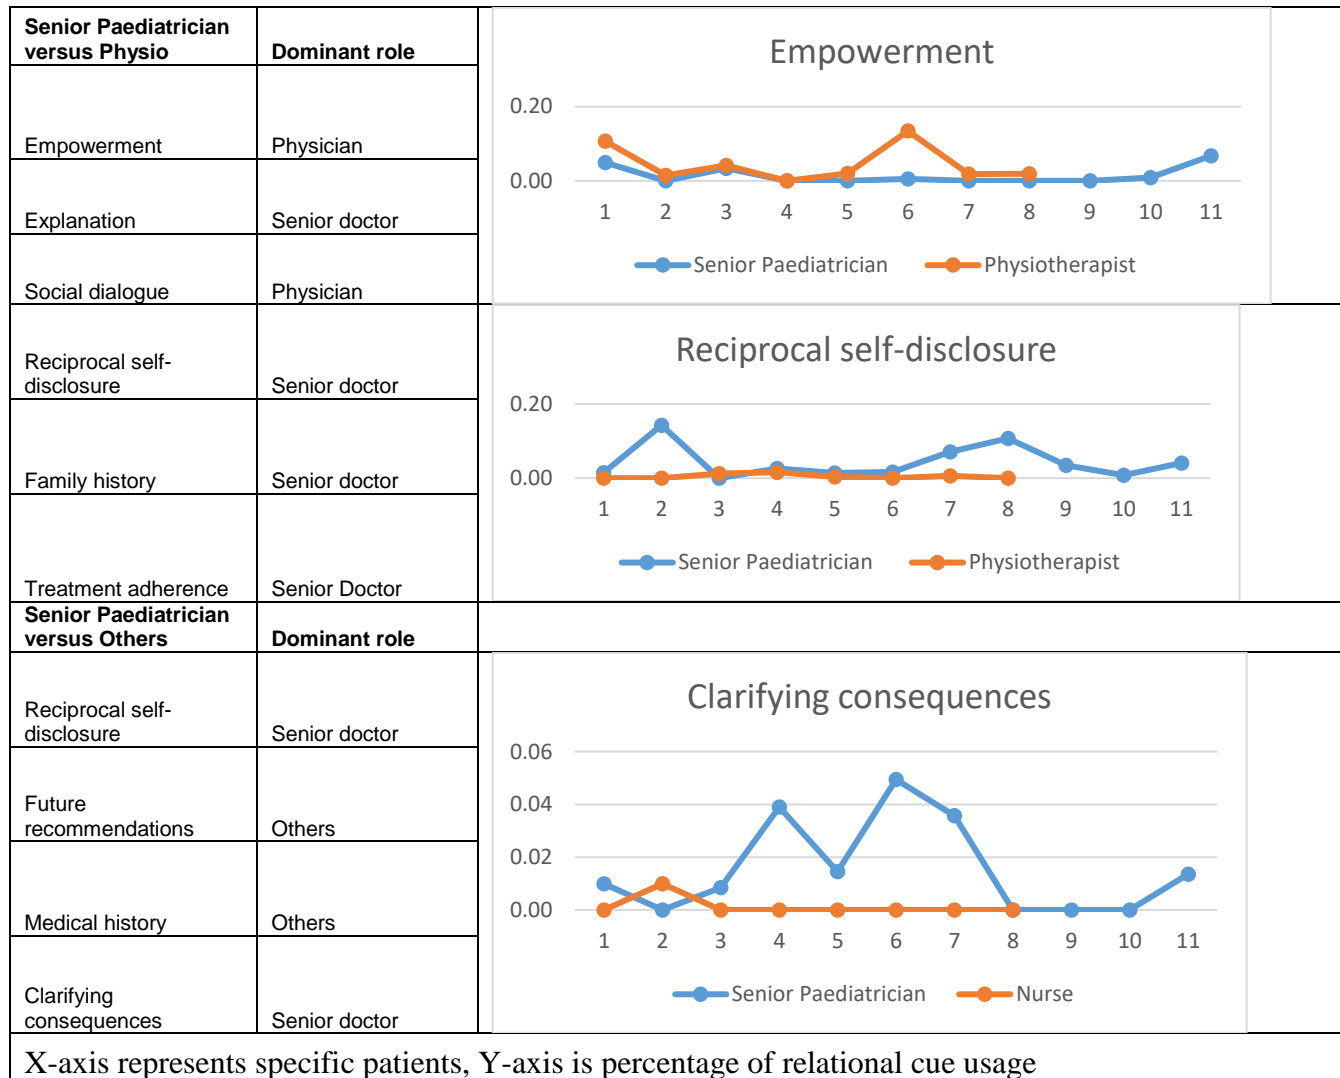 Senior Paediatrician
versus Physio
Dominant role
Empowerment
Physician
Explanation
Senior doctor
Social dialogue
Physician
Empowerment
0.20
0.00
1 2 3 4 5 6 7 8 9 10 11
Senior Paediatrician Physiotherapist
Reciprocal self-
disclosure
Senior doctor
Family history
Senior doctor
Treatment adherence
Senior Doctor
Reciprocal self-disclosure
0.20
0.00
1 2 3 4 5 6 7 8 9 10 11
Senior Paediatrician Physiotherapist
Senior Paediatrician
versus Others
Dominant role
Reciprocal self-
disclosure
Senior doctor
Future
recommendations
Others
Medical history
Others
Clarifying
consequences
Senior doctor
Clarifying consequences
0.06
0.04
0.02
0.00
1 2 3 4 5 6 7 8 9 10 11
Senior Paediatrician Nurse
X-axis represents specific patients, Y-axis is percentage of relational cue usage